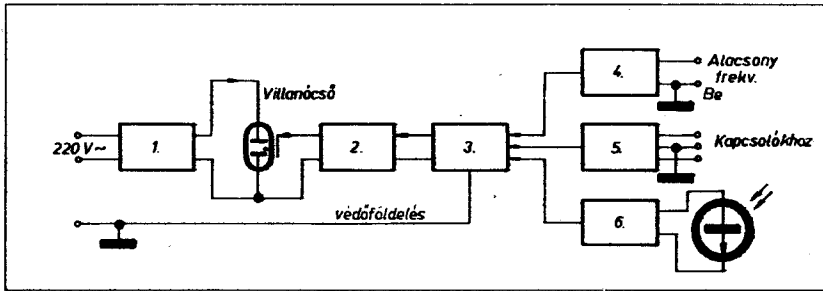 Villanócső
220 V~
1.
2.
3.
4.
5.
6.
Alacsony
frekv.
Be
Kapcsolókhoz
védőföldelés